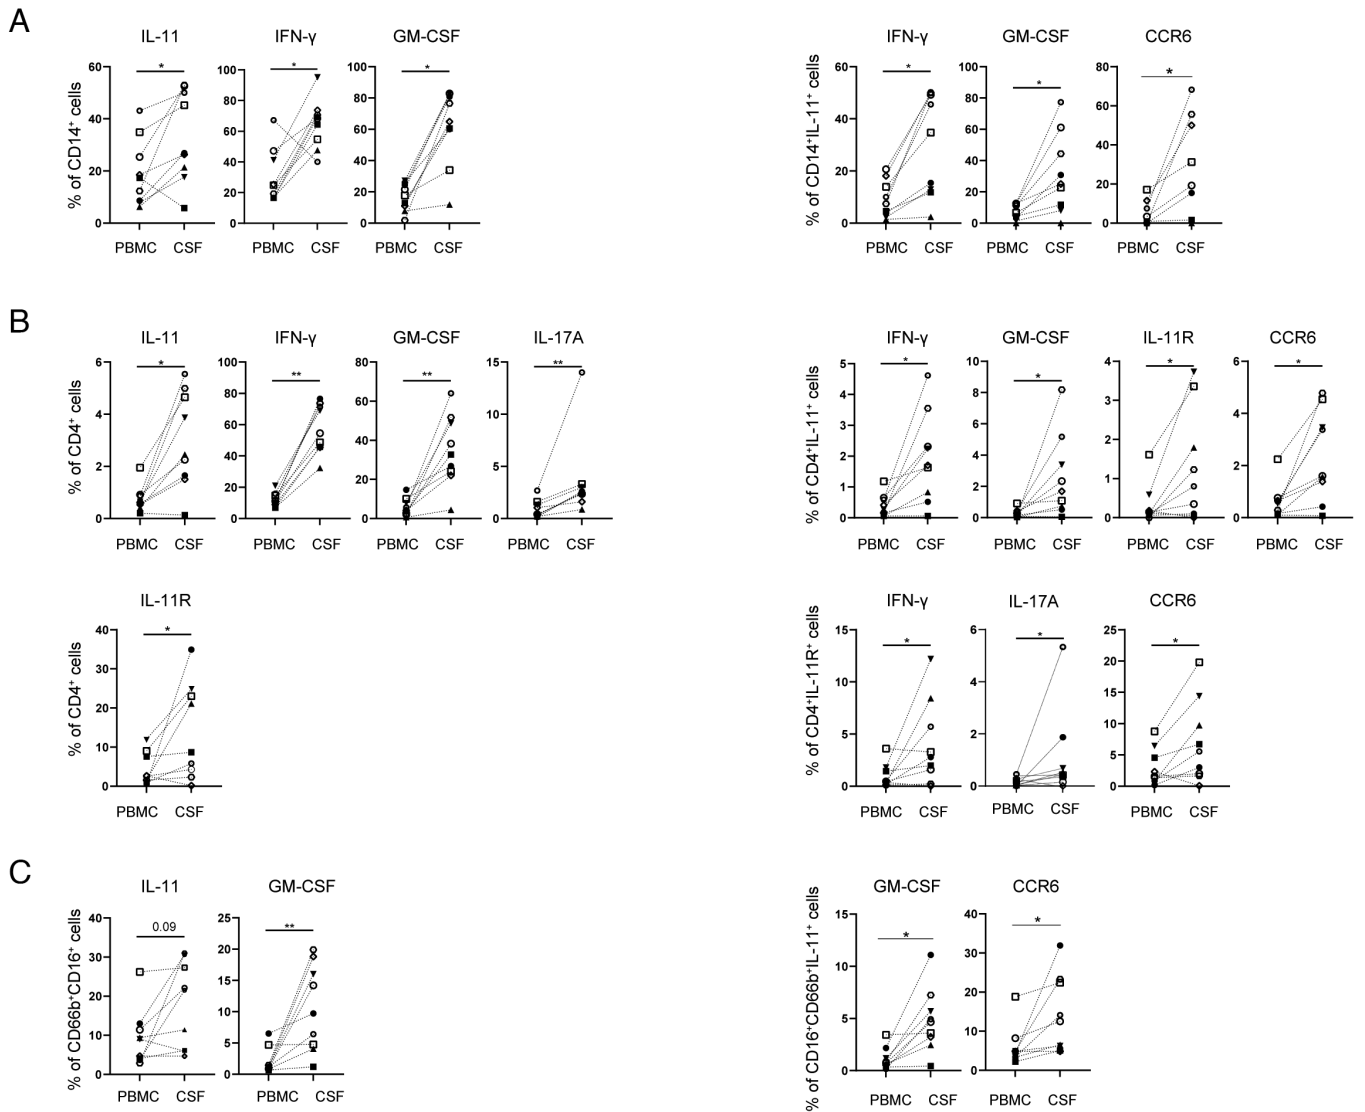 A
IL-11 IFN-γ GM-CSF IFN-γ GM-CSF CCR6
% of CD14⁺ cells
60 40 20 0
*
PBMC CSF
100 80 60 40 20 0
*
PBMC CSF
100 80 60 40 20 0
*
PBMC CSF
% of CD14⁺IL-11⁺ cells
60 40 20 0
*
PBMC CSF
100 80 60 40 20 0
*
PBMC CSF
80 60 40 20 0
*
PBMC CSF
B
IL-11 IFN-γ GM-CSF IL-17A IFN-γ GM-CSF IL-11R CCR6
% of CD4⁺ cells
6 4 2 0
*
PBMC CSF
100 80 60 40 20 0
**
PBMC CSF
80 60 40 20 0
**
PBMC CSF
15 10 5 0
**
PBMC CSF
% of CD4⁺IL-11⁺ cells
5 4 3 2 1 0
*
PBMC CSF
10 8 6 4 2 0
*
PBMC CSF
4 3 2 1 0
*
PBMC CSF
6 4 2 0
*
PBMC CSF
IL-11R IFN-γ IL-17A CCR6
% of CD4⁺ cells
40 30 20 10 0
*
PBMC CSF
% of CD4⁺IL-11R⁺ cells
15 10 5 0
*
PBMC CSF
6 4 2 0
*
PBMC CSF
25 20 15 10 5 0
*
PBMC CSF
C
IL-11 GM-CSF GM-CSF CCR6
% of CD66b⁺CD16⁺ cells
40 30 20 10 0
0.09
PBMC CSF
25 20 15 10 5 0
**
PBMC CSF
% of CD16⁺CD66b⁺IL-11⁺ cells
15 10 5 0
*
PBMC CSF
40 30 20 10 0
*
PBMC CSF